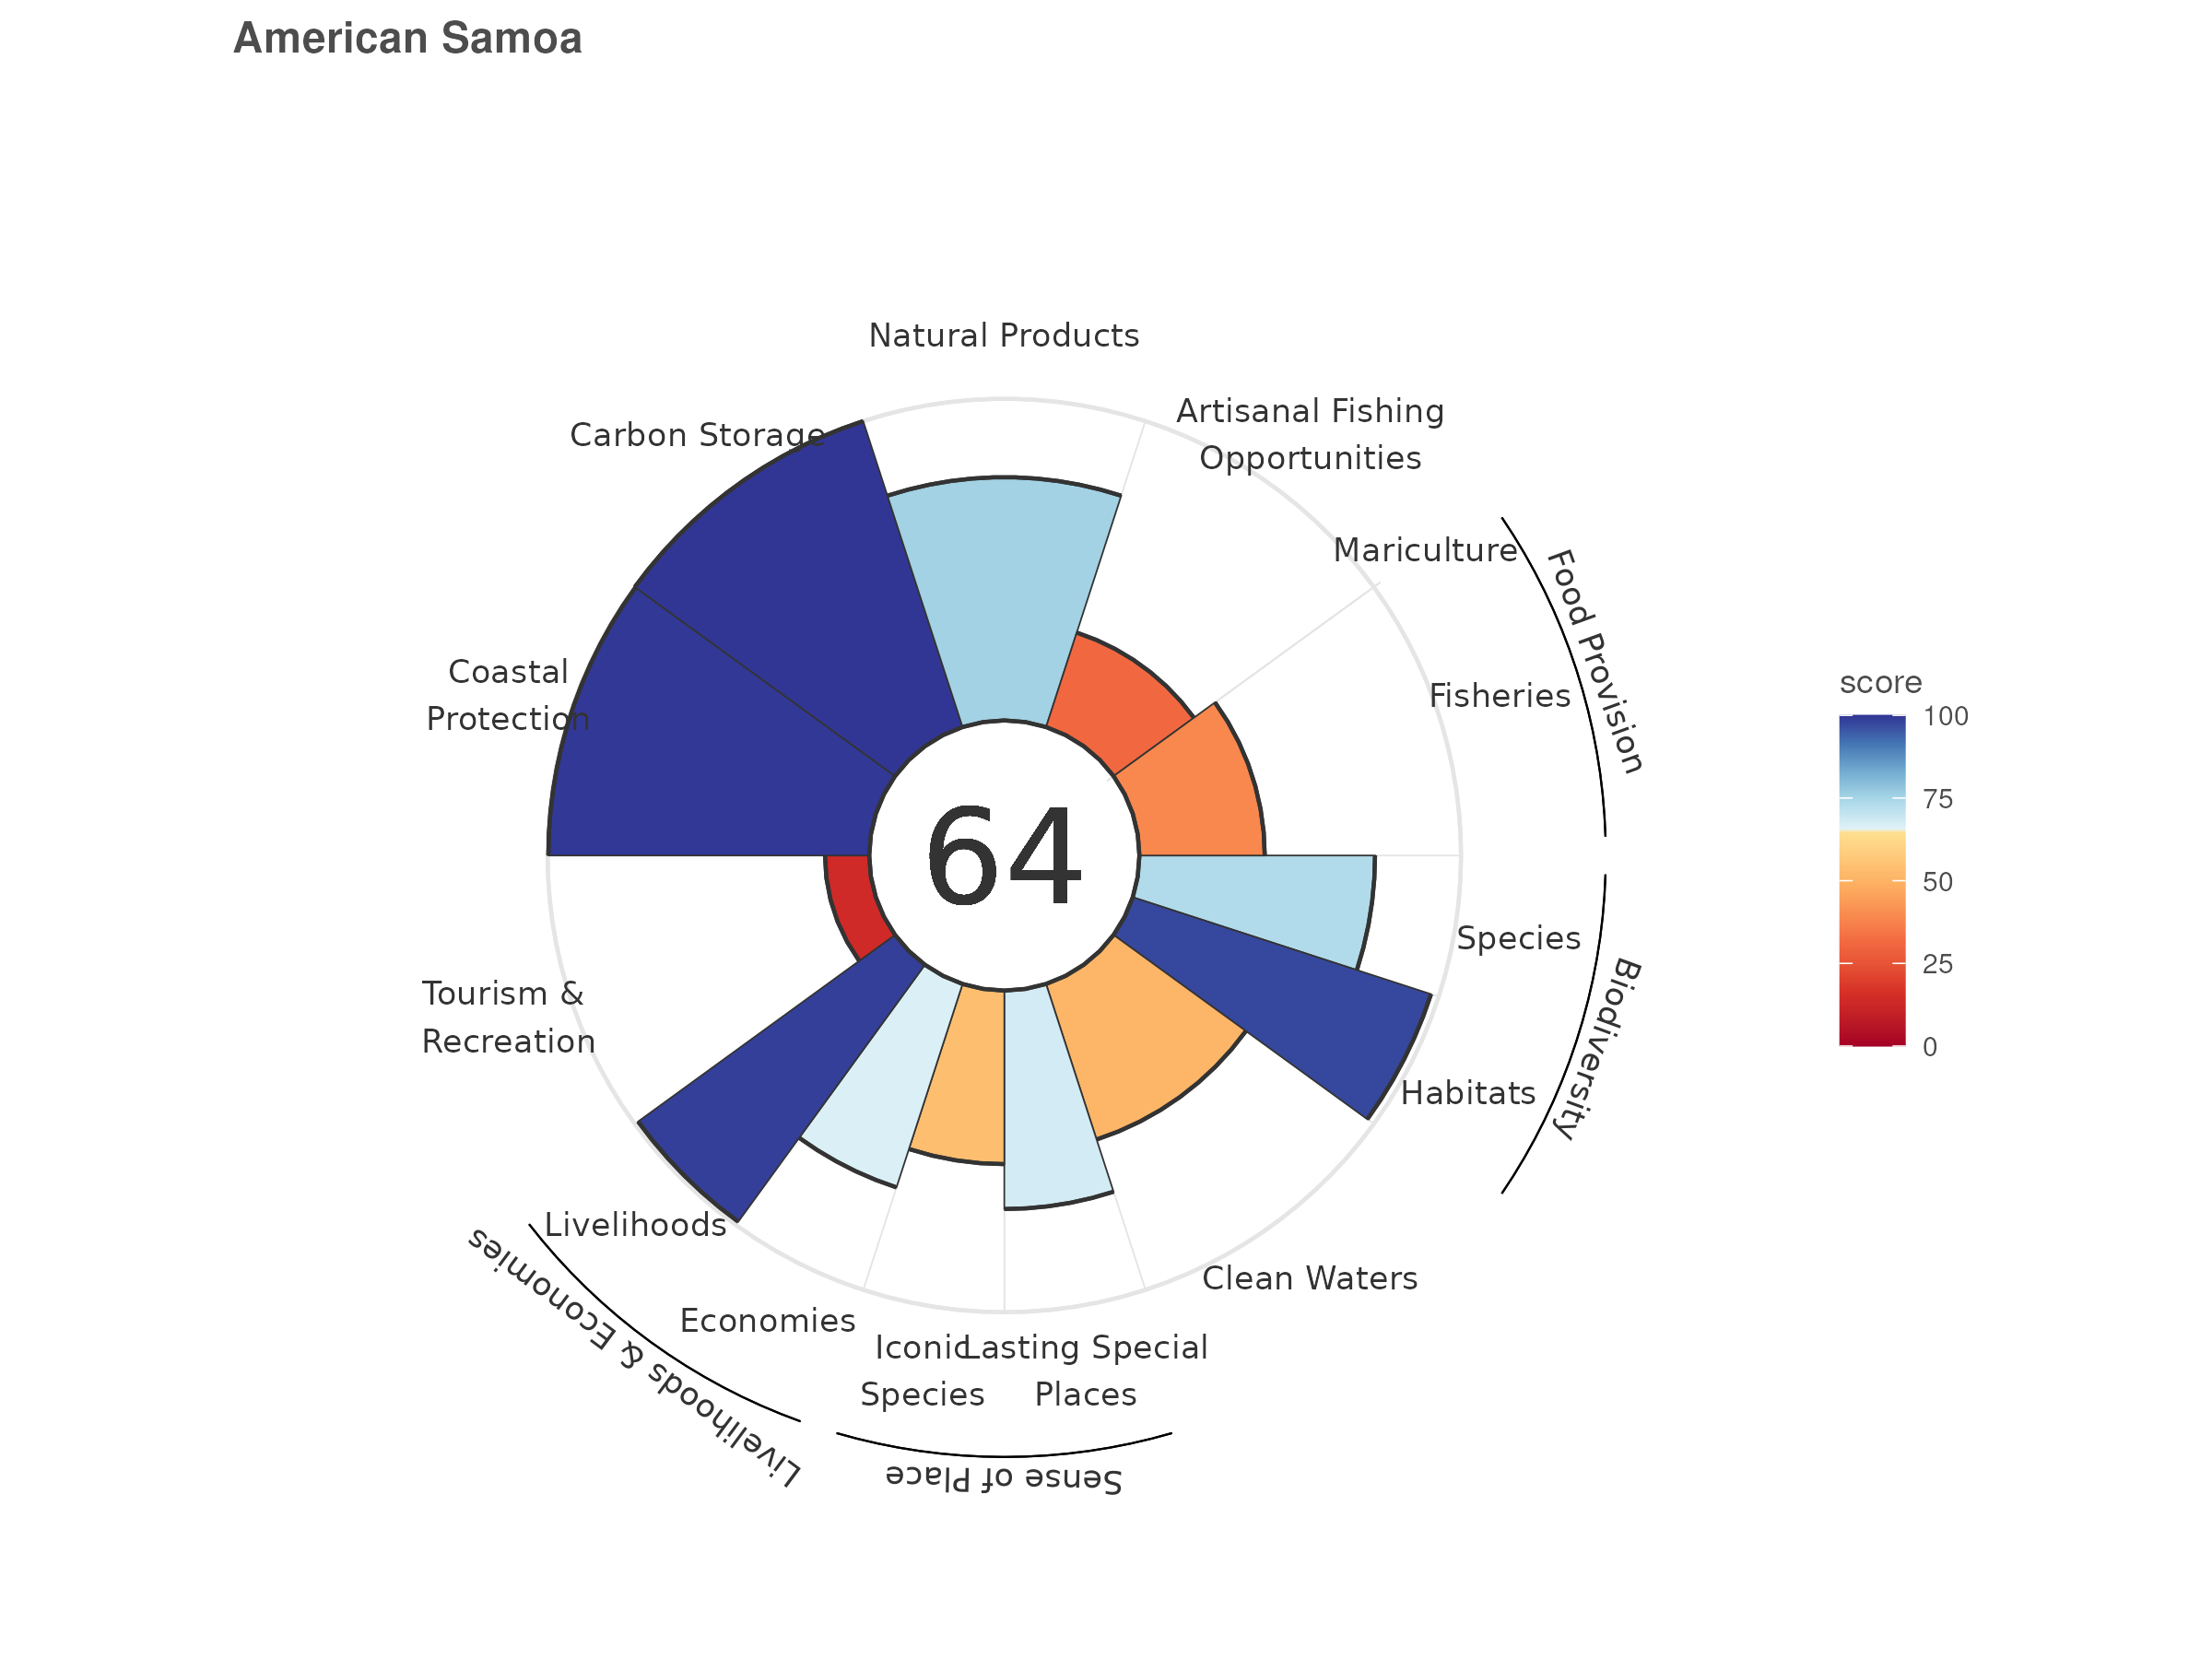 American Samoa
Natural Products
Artisanal Fishing
Opportunities
Carbon Storage
Mariculture
Food Provision
Fisheries
Coastal
Protection
64
score
100
75
50
25
0
Species
Biodiversity
Habitats
Tourism &
Recreation
Livelihoods
Livelihoods & Economies
Clean Waters
Economies
Iconic
Species
Lasting Special
Places
Sense of Place